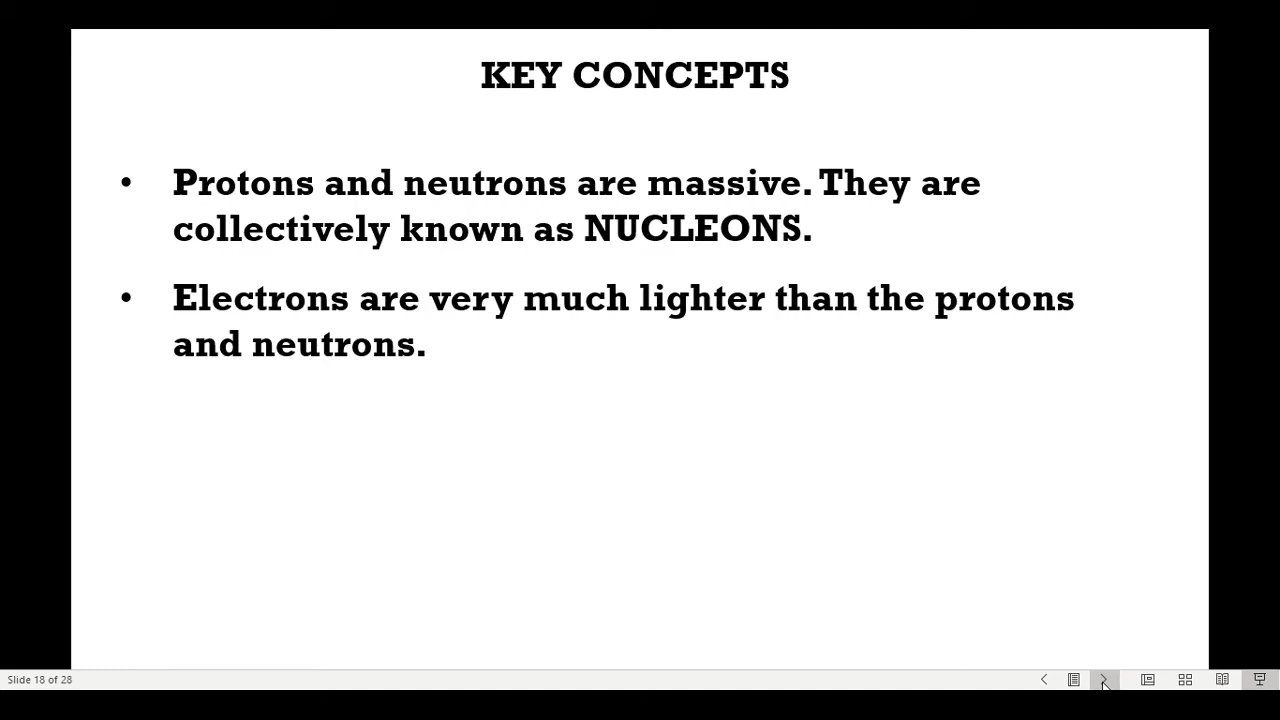 KEY CONCEPTS
• Protons and neutrons are massive. They are
collectively known as NUCLEONS.
• Electrons are very much lighter than the protons
and neutrons.
Slide 18 of 28